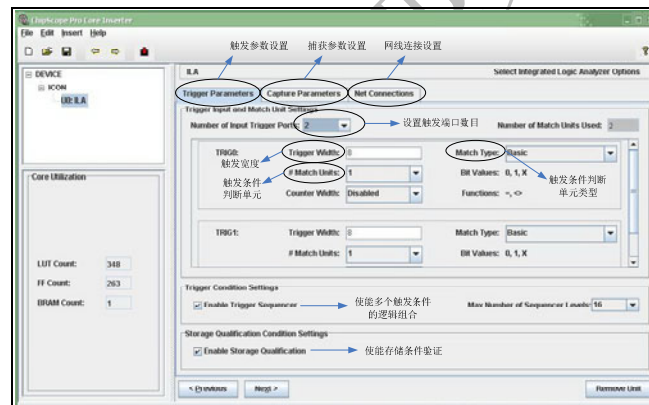 ChipScope Pro Core Inserter
File Edit Insert Help
触发参数设置 捕获参数设置 网线连接设置
DEVICE
ICON
U0: ILA
ILA
Select Integrated Logic Analyzer Options
Trigger Parameters Capture Parameters Net Connections
Trigger Input and Match Unit Settings
Number of Input Trigger Ports: 2 设置触发端口数目 Number of Match Units Used: 2
TRIG0: Trigger Width: 8 Match Type: Basic
触发宽度
# Match Units: 1 Bit Values: 0, 1, X
触发条件
判断单元
Counter Width: Disabled Functions: =, <>
触发条件判断
单元类型
TRIG1: Trigger Width: 8 Match Type: Basic
# Match Units: 1 Bit Values: 0, 1, X
Core Utilization
LUT Count: 348
FF Count: 263
BRAM Count: 1
Trigger Condition Settings
Enable Trigger Sequencer 使能多个触发条件
的逻辑组合
Max Number of Sequencer Levels: 16
Storage Qualification Condition Settings
Enable Storage Qualification 使能存储条件验证
< Previous Next > Remove Unit